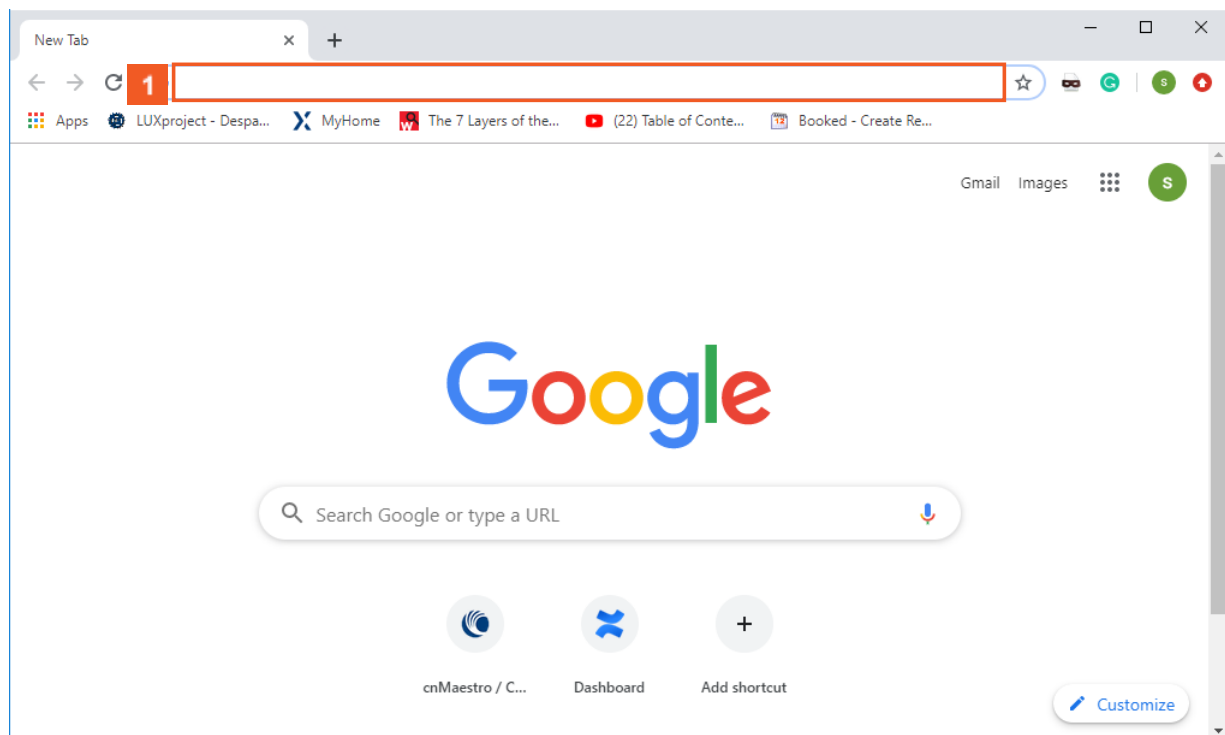 New Tab
1
S
Apps LUXproject - Despa... MyHome The 7 Layers of the... (22) Table of Conte... Booked - Create Re...
Gmail Images S
Google
Search Google or type a URL
cnMaestro / C... Dashboard Add shortcut
Customize